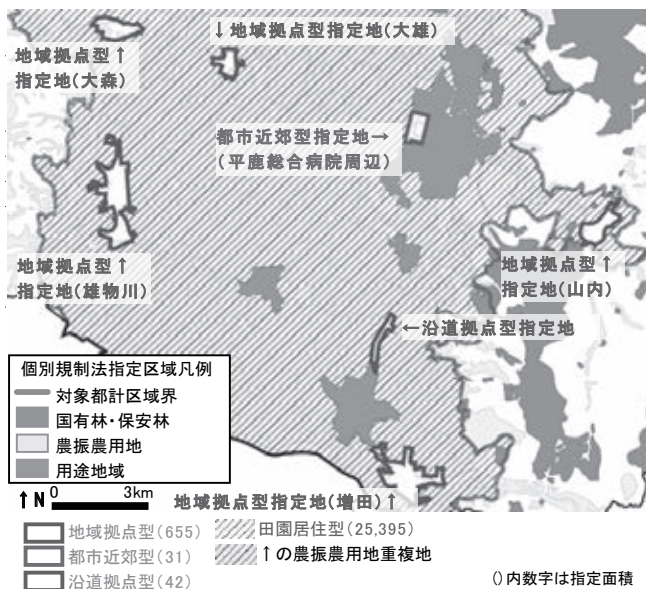 ↓地域拠点型指定地(大雄)
地域拠点型↑
指定地(大森)
都市近郊型指定地→
(平鹿総合病院周辺)
地域拠点型↑
指定地(雄物川)
地域拠点型↑
指定地(山内)
←沿道拠点型指定地
個別規制法指定区域凡例
対象都計区域界
国有林・保安林
農振農用地
用途地域
↑N 0 3km
地域拠点型指定地(増田)↑
地域拠点型(655)
田園居住型(25,395)
都市近郊型(31)
↑の農振農用地重複地
沿道拠点型(42)
()内数字は指定面積